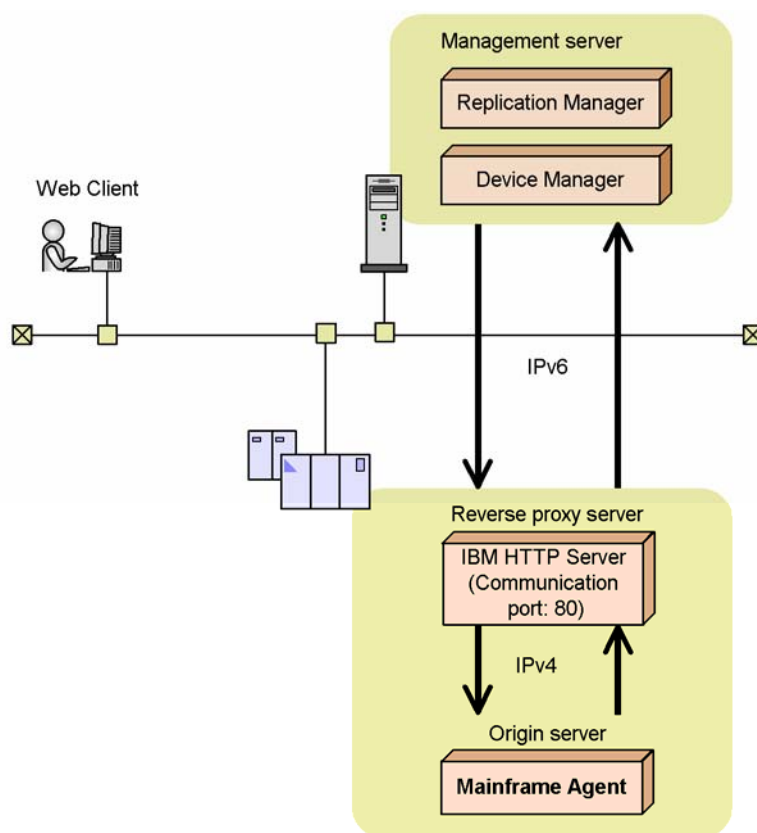 Management server
Replication Manager
Device Manager
Web Client
IPv6
Reverse proxy server
IBM HTTP Server
(Communication
port: 80)
IPv4
Origin server
Mainframe Agent